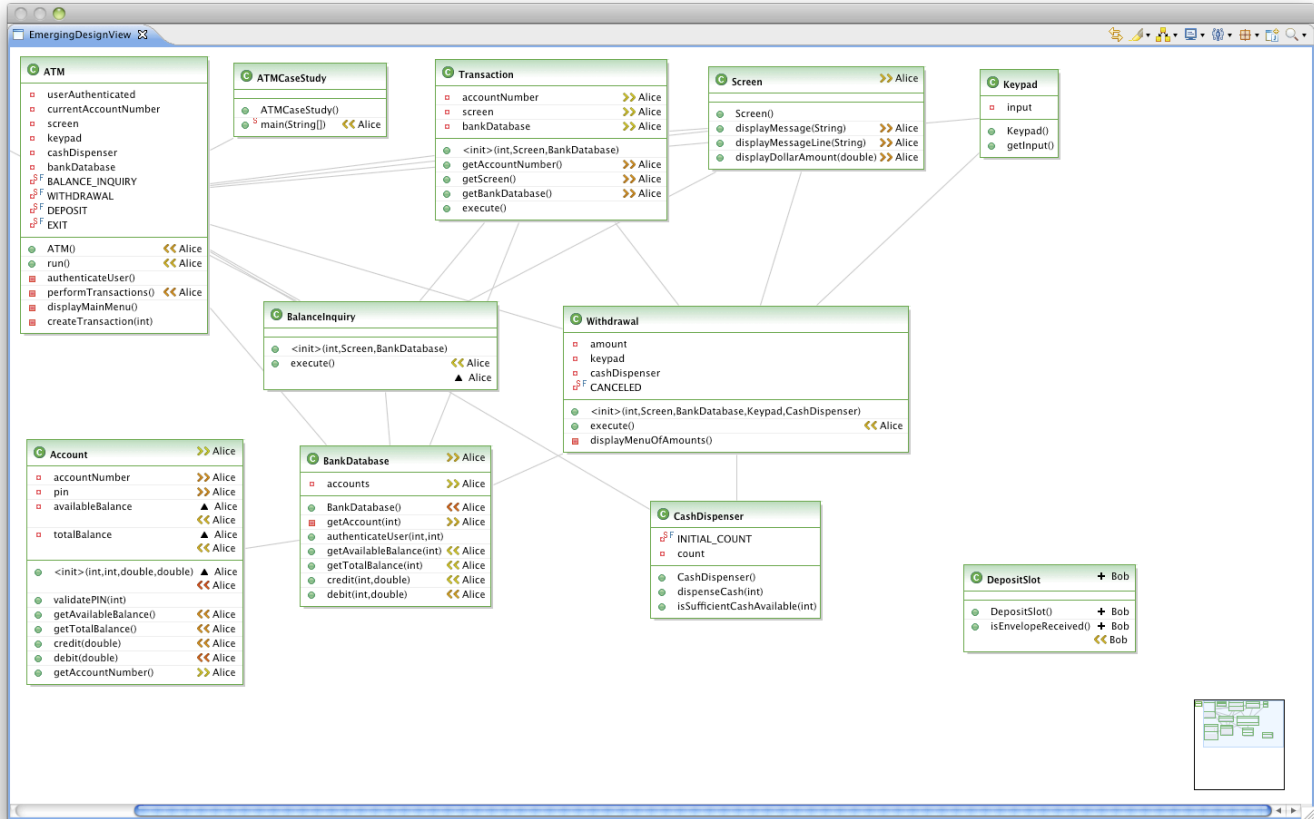 EmergingDesignView
ATM
userAuthenticated
currentAccountNumber
screen
keypad
cashDispenser
bankDatabase
S F BALANCE_INQUIRY
S F WITHDRAWAL
S F DEPOSIT
S F EXIT
ATM() Alice
run() Alice
authenticateUser()
performTransactions() Alice
displayMainMenu()
createTransaction(int)
C ATMCaseStudy
ATMCaseStudy()
S main(String[]) Alice
C Transaction
accountNumber Alice
screen Alice
bankDatabase Alice
<init>(int,Screen,BankDatabase)
getAccountNumber() Alice
getScreen() Alice
getBankDatabase() Alice
execute()
C Screen Alice
Screen()
displayMessage(String) Alice
displayMessageLine(String) Alice
displayDollarAmount(double) Alice
C Keypad
input
Keypad()
getInput()
C BalanceInquiry
<init>(int,Screen,BankDatabase)
execute() Alice
Alice
C Withdrawal
amount
keypad
cashDispenser
S F CANCELED
<init>(int,Screen,BankDatabase,Keypad,CashDispenser)
execute() Alice
displayMenuOfAmounts()
C Account Alice
accountNumber Alice
pin Alice
availableBalance Alice
Alice
totalBalance Alice
Alice
<init>(int,int,double,double) Alice
Alice
validatePIN(int)
getAvailableBalance() Alice
getTotalBalance() Alice
credit(double) Alice
debit(double) Alice
getAccountNumber() Alice
C BankDatabase Alice
accounts Alice
BankDatabase() Alice
getAccount(int) Alice
authenticateUser(int,int)
getAvailableBalance(int) Alice
getTotalBalance(int) Alice
credit(int,double) Alice
debit(int,double) Alice
C CashDispenser
S F INITIAL_COUNT
count
CashDispenser()
dispenseCash(int)
isSufficientCashAvailable(int)
C DepositSlot + Bob
DepositSlot() + Bob
isEnvelopeReceived() + Bob
Bob